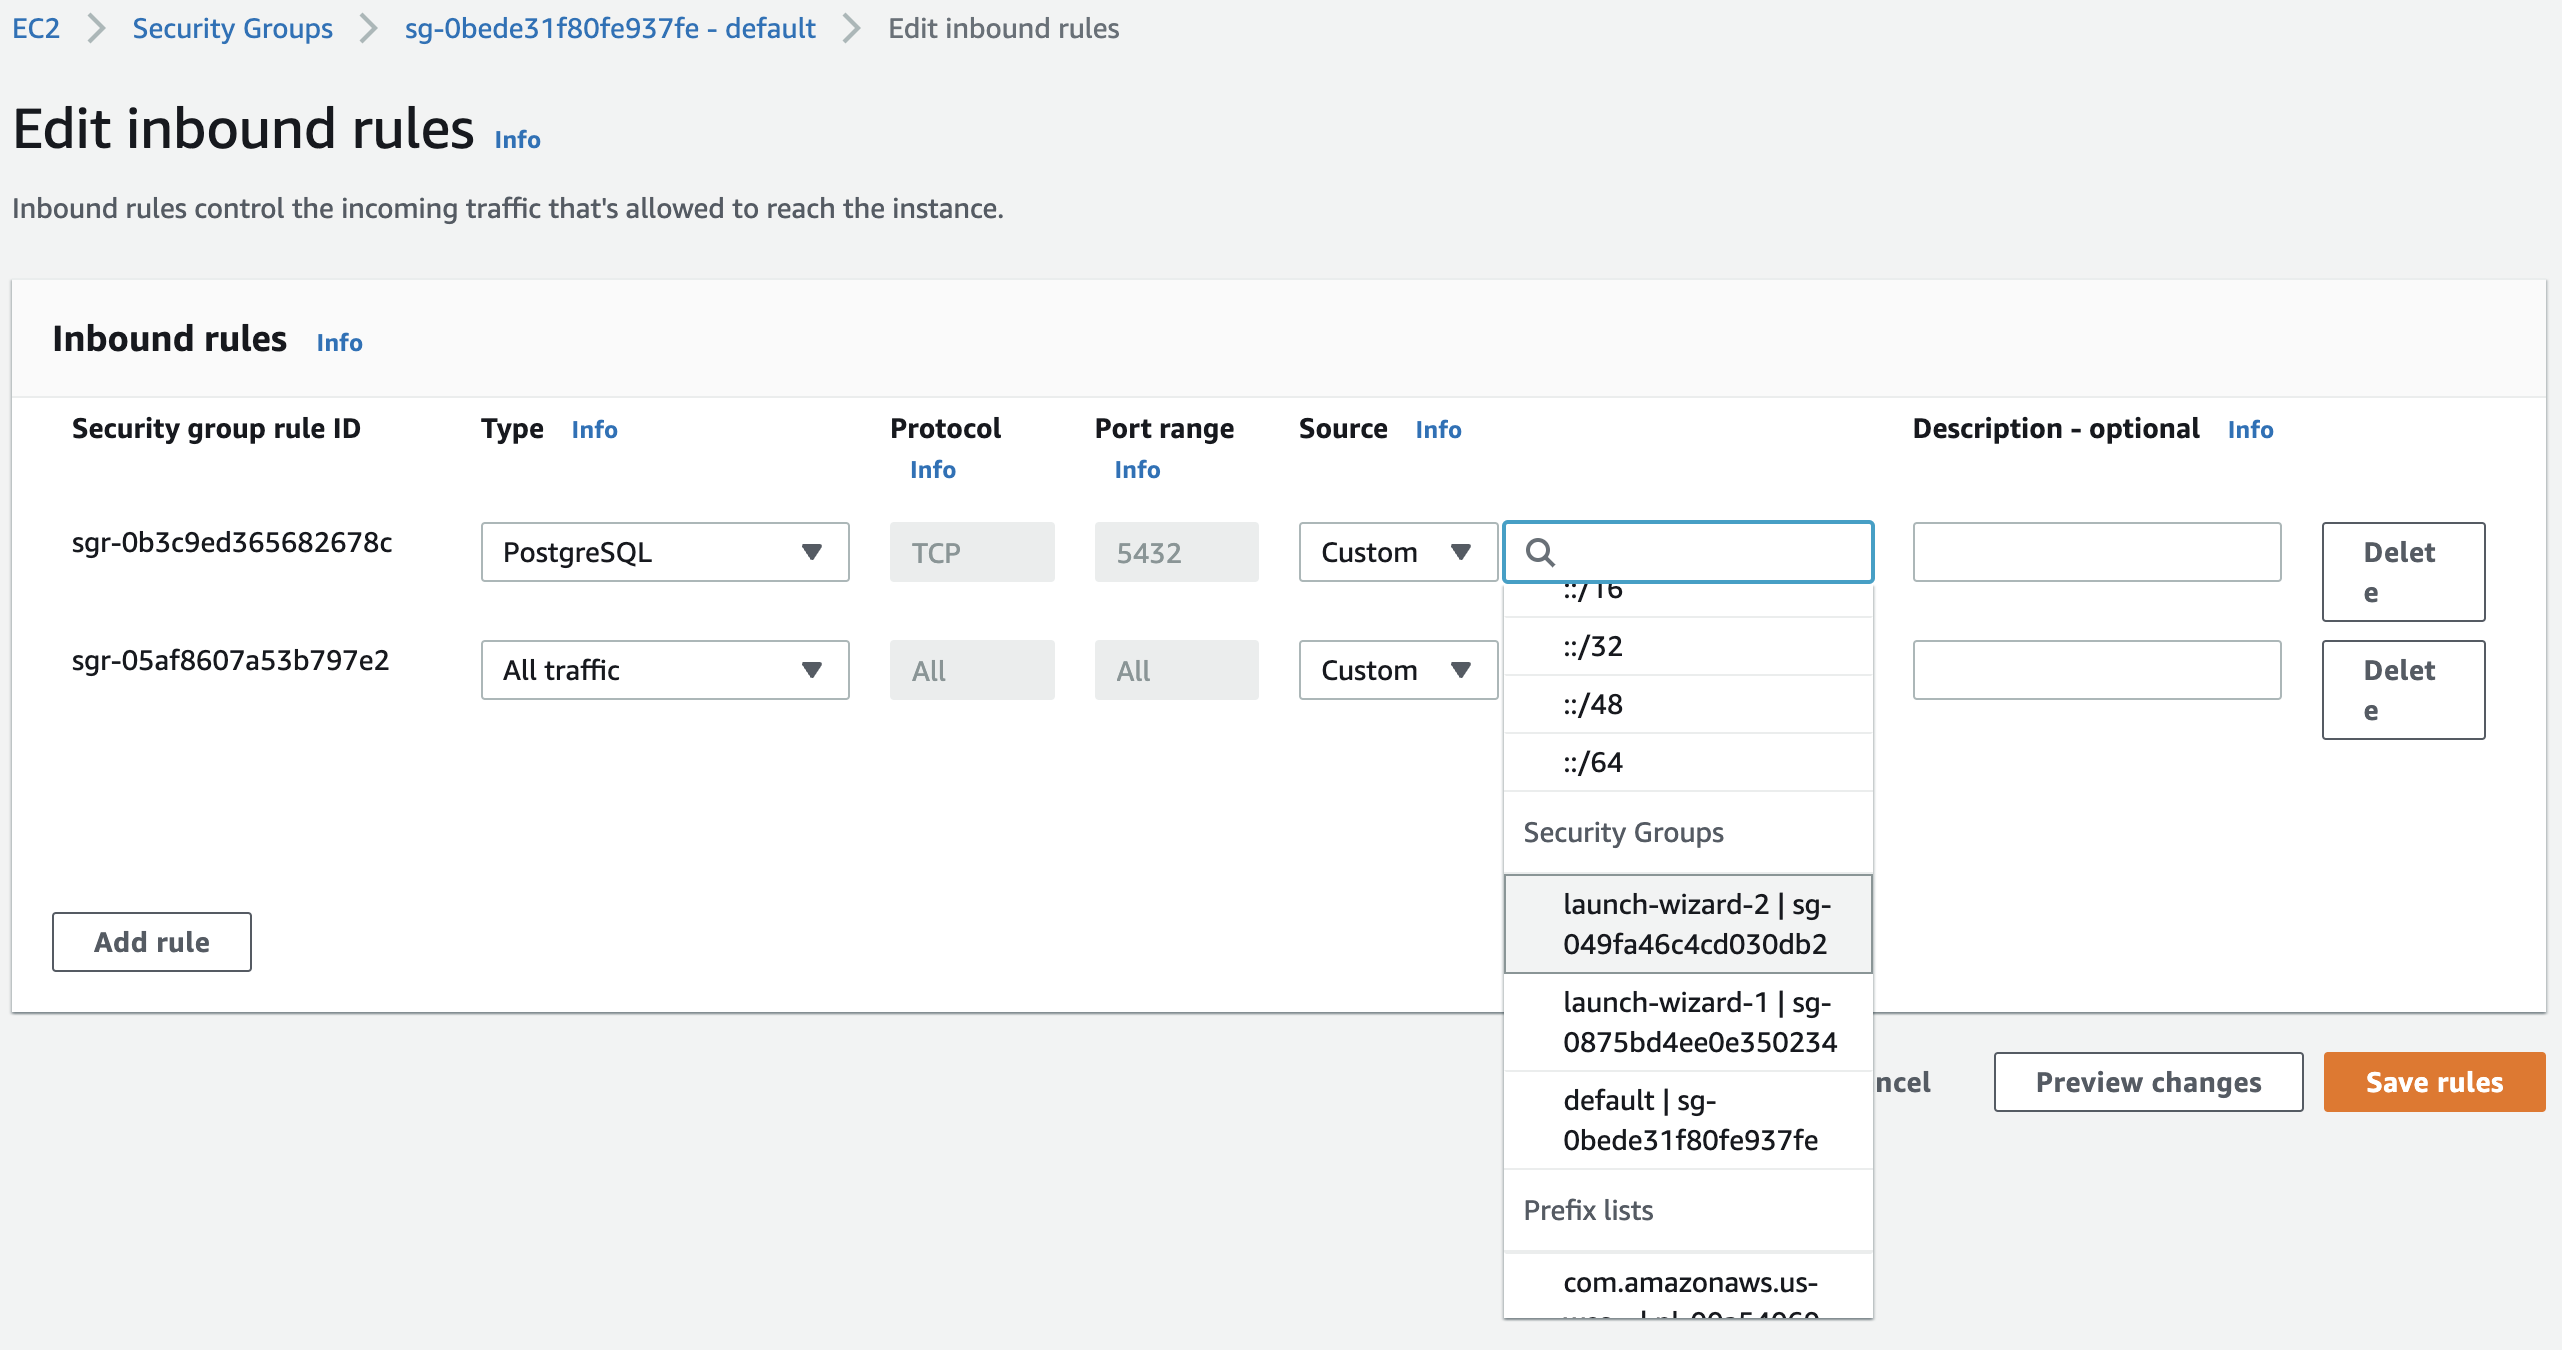 EC2 > Security Groups > sg-0bede31f80fe937fe - default > Edit inbound rules
Edit inbound rules Info
Inbound rules control the incoming traffic that's allowed to reach the instance.
Inbound rules Info
Security group rule ID Type Info Protocol Info Port range Info Source Info Description - optional Info
sgr-0b3c9ed365682678c PostgreSQL TCP 5432 Custom Delete
sgr-05af8607a53b797e2 All traffic All All Custom Delete
::/16
::/32
::/48
::/64
Security Groups
launch-wizard-2 | sg-
049fa46c4cd030db2
launch-wizard-1 | sg-
0875bd4ee0e350234
default | sg-
0bede31f80fe937fe
Prefix lists
com.amazonaws.us-
Add rule
ncel Preview changes Save rules